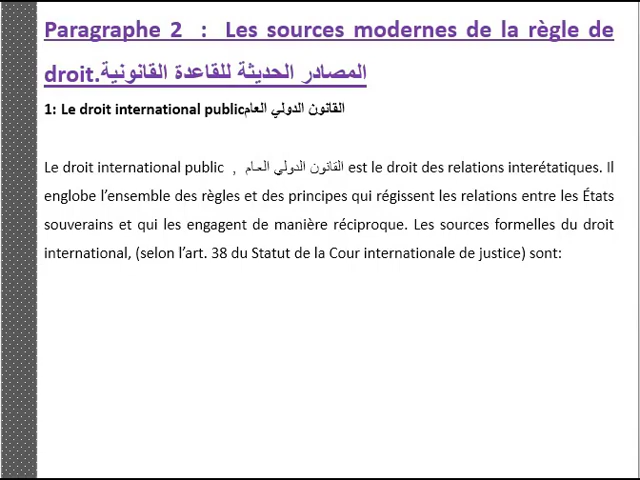 Paragraphe 2 : Les sources modernes de la règle de
droit.المصادر الحديثة للقاعدة القانونية
1: Le droit international publicالقانون الدولي العام
Le droit international public , القانون الدولي العام est le droit des relations interétatiques. Il
englobe l’ensemble des règles et des principes qui régissent les relations entre les États
souverains et qui les engagent de manière réciproque. Les sources formelles du droit
international, (selon l’art. 38 du Statut de la Cour internationale de justice) sont: